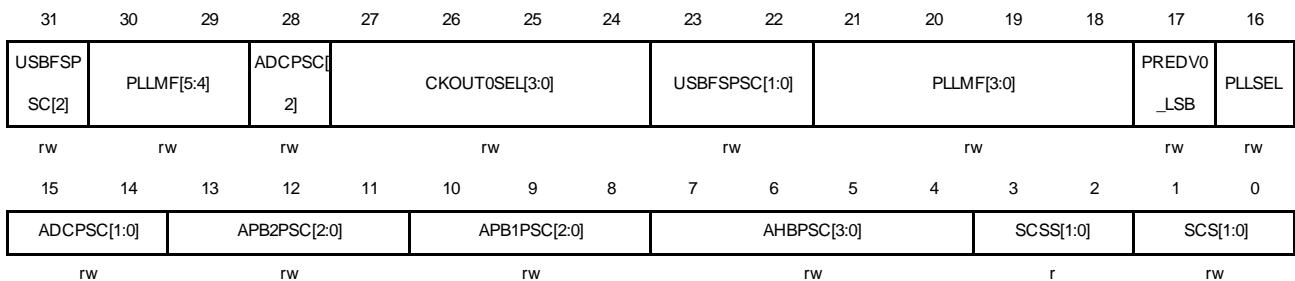 31 30 29 28 27 26 25 24 23 22 21 20 19 18 17 16
USBFSP
SC[2] PLLMF[5:4] ADCPSC[
2] CKOUT0SEL[3:0] USBFSPSC[1:0] PLLMF[3:0] PREDV0
_LSB PLLSEL
rw rw rw rw rw rw rw rw
15 14 13 12 11 10 9 8 7 6 5 4 3 2 1 0
ADCPSC[1:0] APB2PSC[2:0] APB1PSC[2:0] AHBPSC[3:0] SCSS[1:0] SCS[1:0]
rw rw rw rw r rw